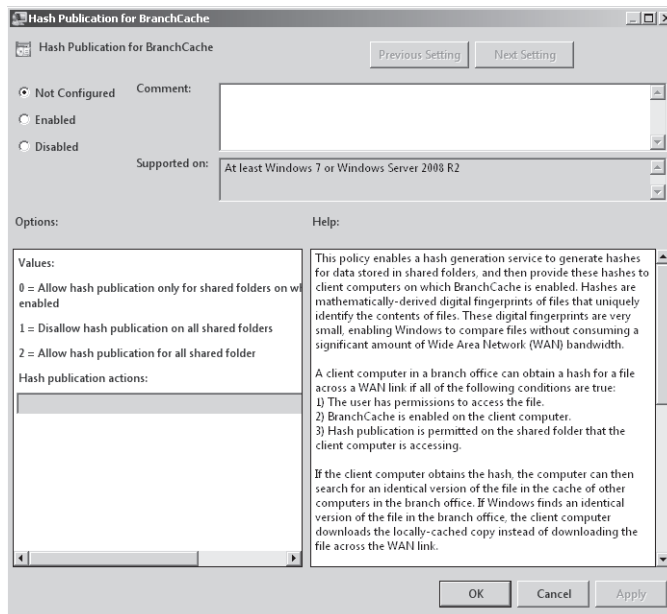 Hash Publication for BranchCache
Hash Publication for BranchCache
Previous Setting
Next Setting
Not Configured
Comment:
Enabled
Disabled
Supported on:
At least Windows 7 or Windows Server 2008 R2
Options:
Help:
Values:
0 = Allow hash publication only for shared folders on wh
enabled
1 = Disallow hash publication on all shared folders
2 = Allow hash publication for all shared folder
Hash publication actions:
This policy enables a hash generation service to generate hashes
for data stored in shared folders, and then provide these hashes to
client computers on which BranchCache is enabled. Hashes are
mathematically-derived digital fingerprints of files that uniquely
identify the contents of files. These digital fingerprints are very
small, enabling Windows to compare files without consuming a
significant amount of Wide Area Network (WAN) bandwidth.
A client computer in a branch office can obtain a hash for a file
across a WAN link if all of the following conditions are true:
1) The user has permissions to access the file.
2) BranchCache is enabled on the client computer.
3) Hash publication is permitted on the shared folder that the
client computer is accessing.
If the client computer obtains the hash, the computer can then
search for an identical version of the file in the cache of other
computers in the branch office. If Windows finds an identical
version of the file in the branch office, the client computer
downloads the locally-cached copy instead of downloading the
file across the WAN link.
OK
Cancel
Apply